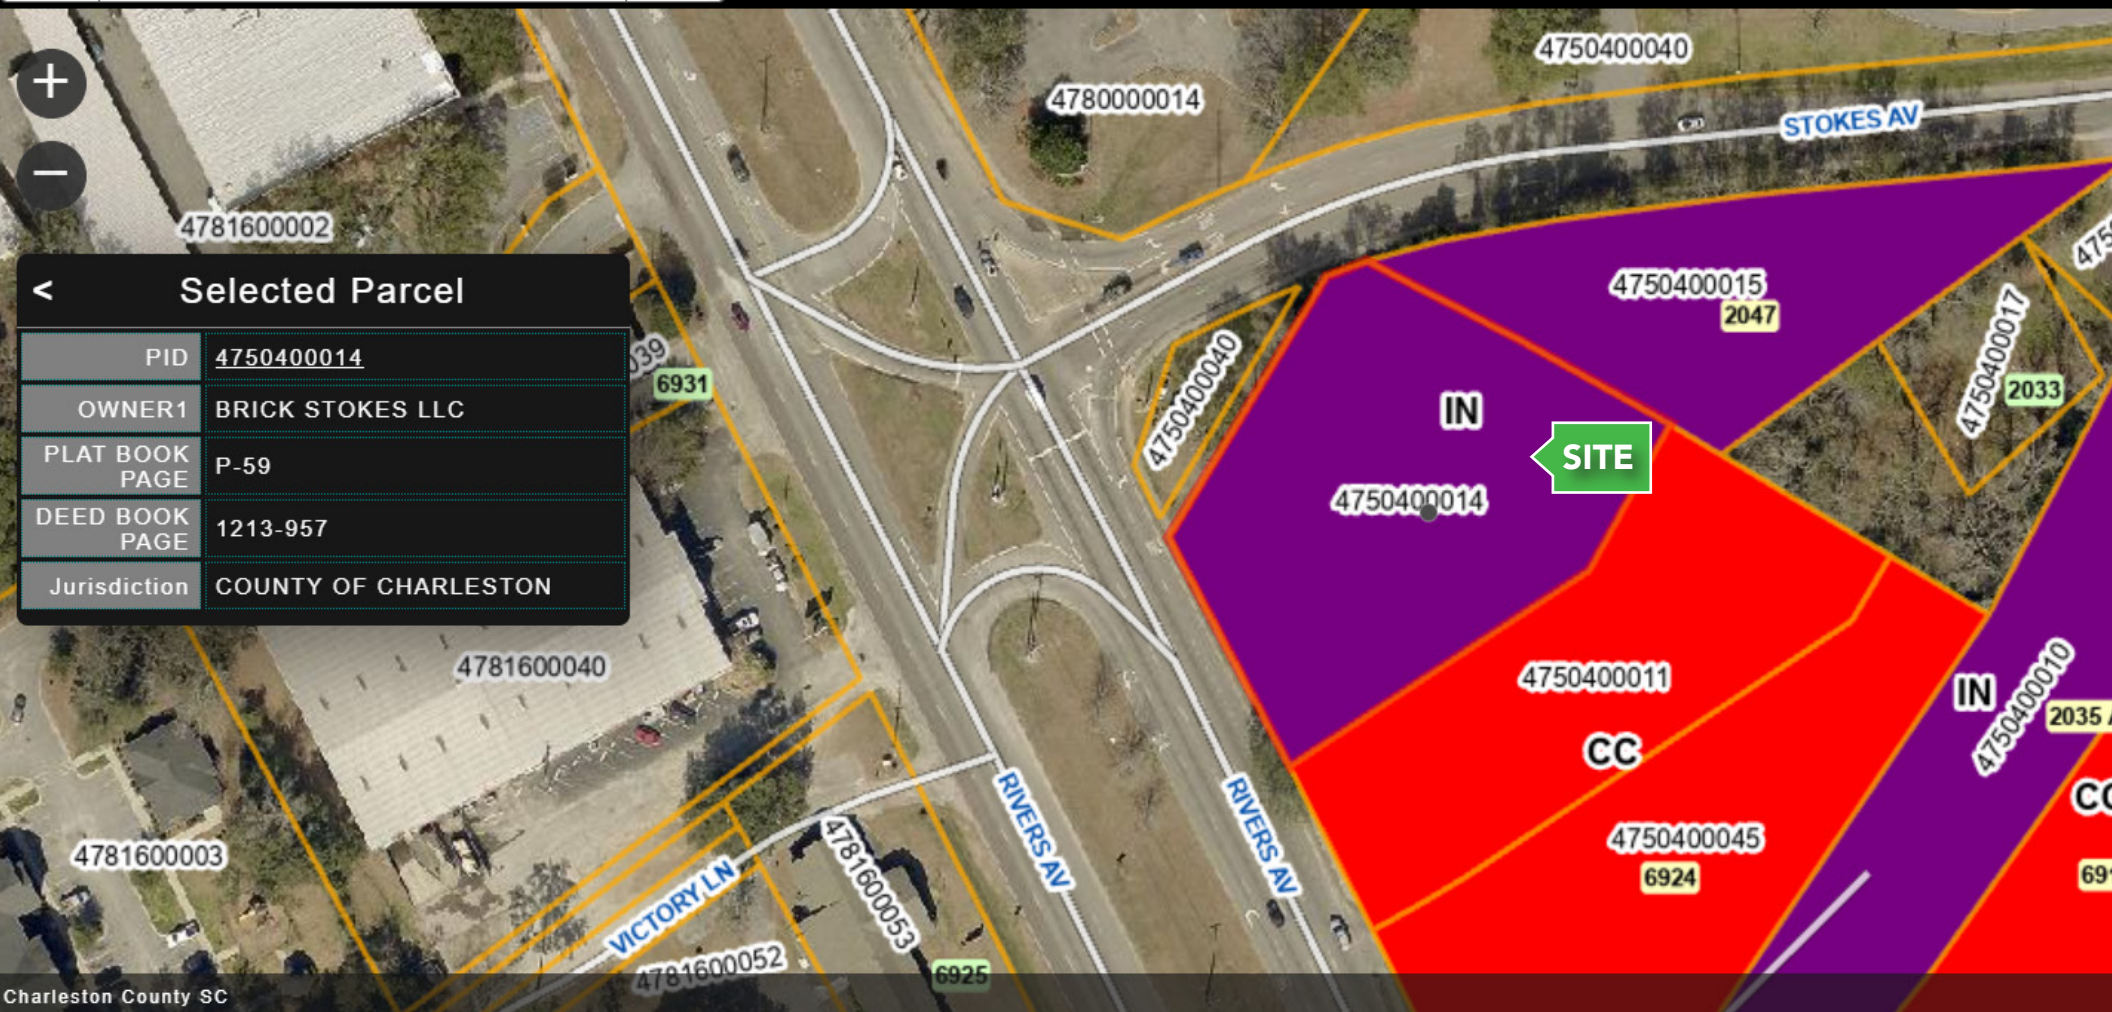 +
−
4750400040
4780000014
STOKES AV
4781600002
4750400015
2047
4750400017
2033
<
Selected Parcel
PID
4750400014
OWNER1
BRICK STOKES LLC
PLAT BOOK
PAGE
P-59
DEED BOOK
PAGE
1213-957
Jurisdiction
COUNTY OF CHARLESTON
6931
4750400040
IN
SITE
4750400014
4781600040
4750400011
CC
IN
4750400010
2035
RIVERS AV
RIVERS AV
4750400045
6924
4781600003
VICTORY LN
4781600053
4781600052
6925
Charleston County SC